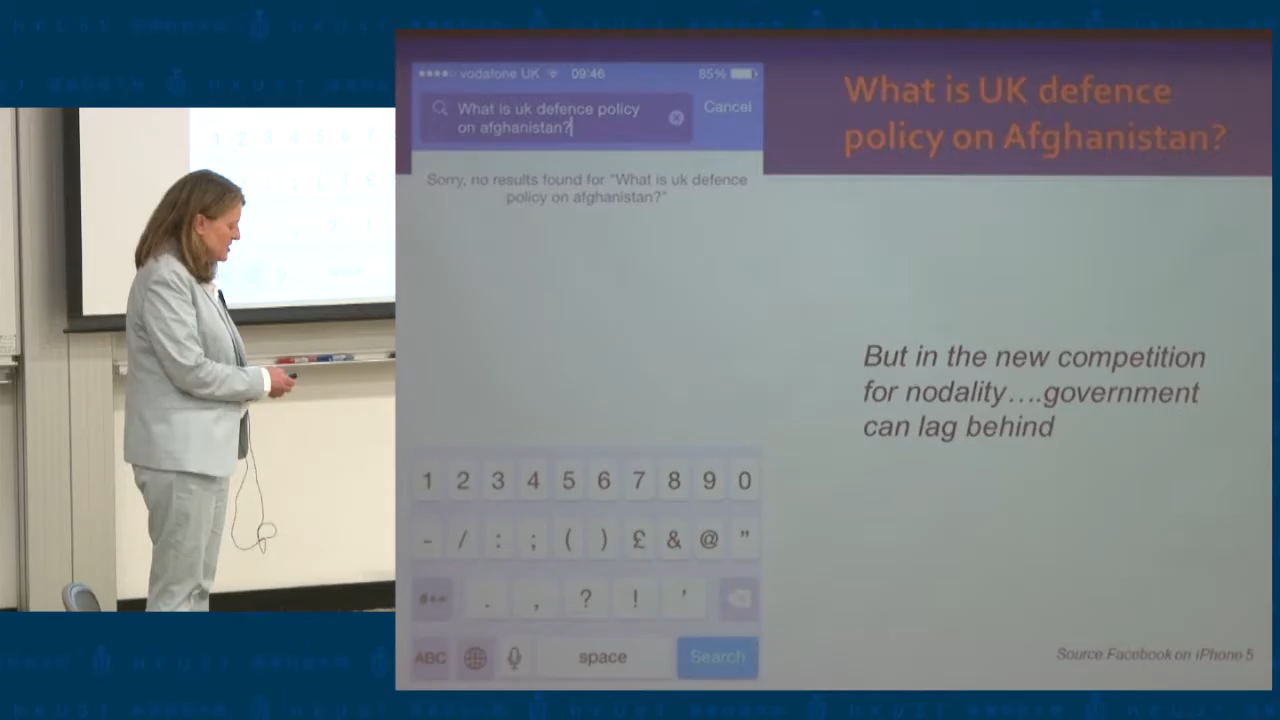 HKUST
vodafone UK 09:46 85%
What is uk defence policy
on afghanistan?
Cancel
Sorry, no results found for "What is uk defence
policy on afghanistan?"
What is UK defence
policy on Afghanistan?
But in the new competition
for nodality….government
can lag behind
1 2 3 4 5 6 7 8 9 0
- / : ; ( ) £ & @ "
#+= . , ? ! '
ABC space Search
Source:Facebook on iPhone 5